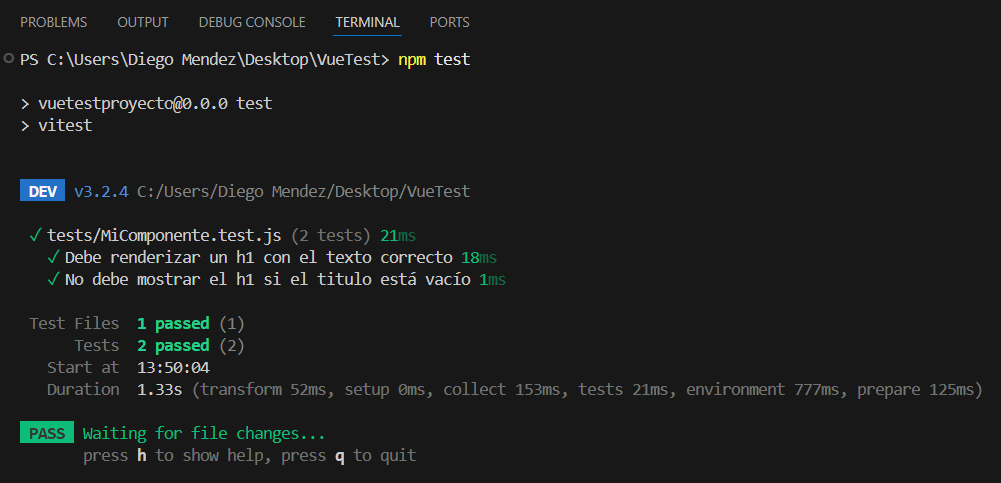 PROBLEMS OUTPUT DEBUG CONSOLE TERMINAL PORTS
PS C:\Users\Diego Mendez\Desktop\VueTest> npm test
> vuetestproyecto@0.0.0 test
> vitest
DEV v3.2.4 C:/Users/Diego Mendez/Desktop/VueTest
✓ tests/MiComponente.test.js (2 tests) 21ms
✓ Debe renderizar un h1 con el texto correcto 18ms
✓ No debe mostrar el h1 si el titulo está vacío 1ms
Test Files 1 passed (1)
Tests 2 passed (2)
Start at 13:50:04
Duration 1.33s (transform 52ms, setup 0ms, collect 153ms, tests 21ms, environment 777ms, prepare 125ms)
PASS Waiting for file changes...
press h to show help, press q to quit